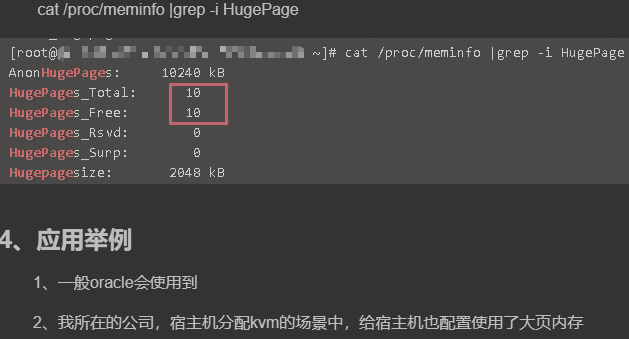 cat /proc/meminfo |grep -i HugePage
[root@ ~]# cat /proc/meminfo |grep -i HugePage
AnonHugePages: 10240 kB
HugePages_Total: 10
HugePages_Free: 10
HugePages_Rsvd: 0
HugePages_Surp: 0
Hugepagesize: 2048 kB
4、应用举例
1、一般oracle会使用到
2、我所在的公司，宿主机分配kvm的场景中，给宿主机也配置使用了大页内存